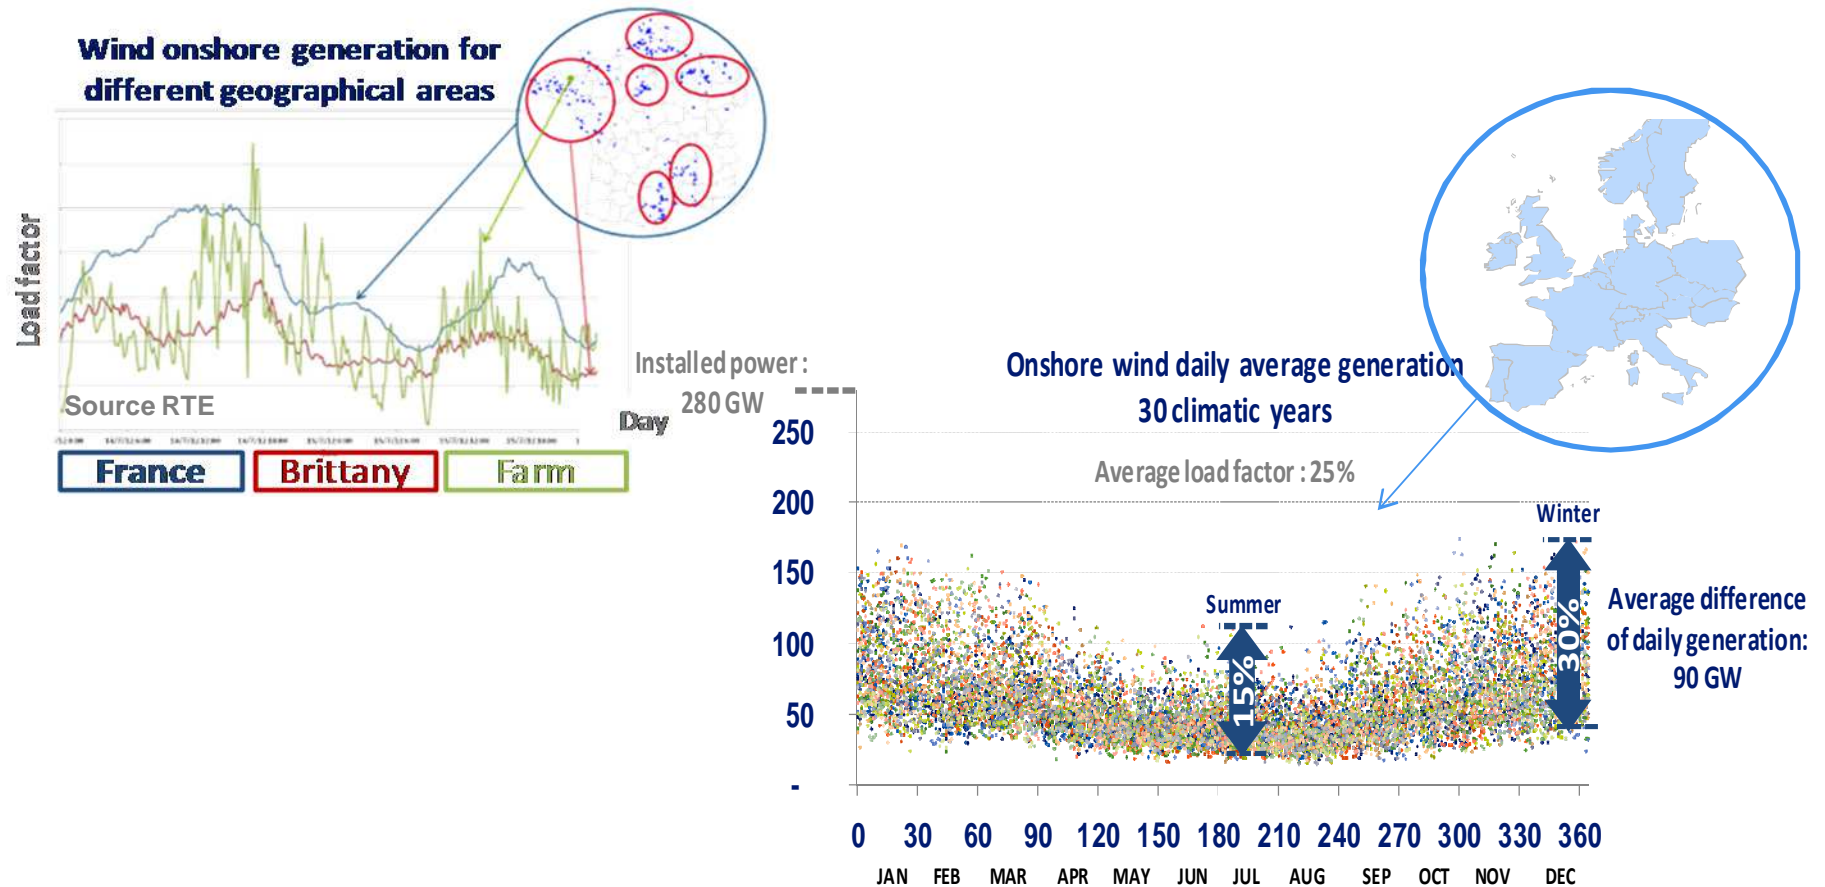 Wind onshore generation for
different geographical areas
Load factor
Source RTE
Day
France
Brittany
Farm
Installed power :
280 GW
Onshore wind daily average generation
30 climatic years
Average load factor : 25%
250
200
150
100
50
-
Summer
15%
Winter
30%
Average difference
of daily generation:
90 GW
0 30 60 90 120 150 180 210 240 270 300 330 360
JAN FEB MAR APR MAY JUN JUL AUG SEP OCT NOV DEC